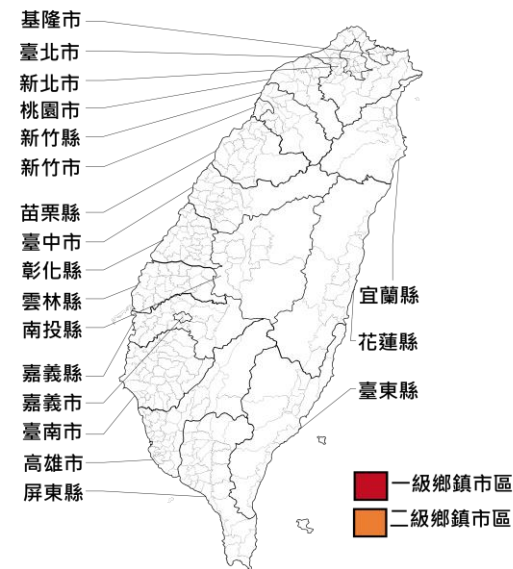 基隆市
臺北市
新北市
桃園市
新竹縣
新竹市
苗栗縣
臺中市
彰化縣
雲林縣
南投縣
嘉義縣
嘉義市
臺南市
高雄市
屏東縣
宜蘭縣
花蓮縣
臺東縣
一級鄉鎮市區
二級鄉鎮市區